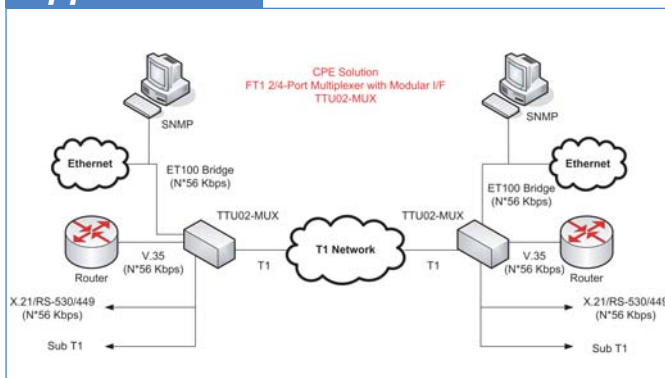 CPE Solution
FT1 2/4-Port Multiplexer with Modular I/F
TTU02-MUX
SNMP
Ethernet
ET100 Bridge
(N*56 Kbps)
TTU02-MUX
Router
V.35
(N*56 Kbps)
T1
X.21/RS-530/449
(N*56 Kbps)
Sub T1
T1 Network
SNMP
Ethernet
ET100 Bridge
(N*56 Kbps)
TTU02-MUX
T1
V.35
(N*56 Kbps)
Router
X.21/RS-530/449
(N*56 Kbps)
Sub T1